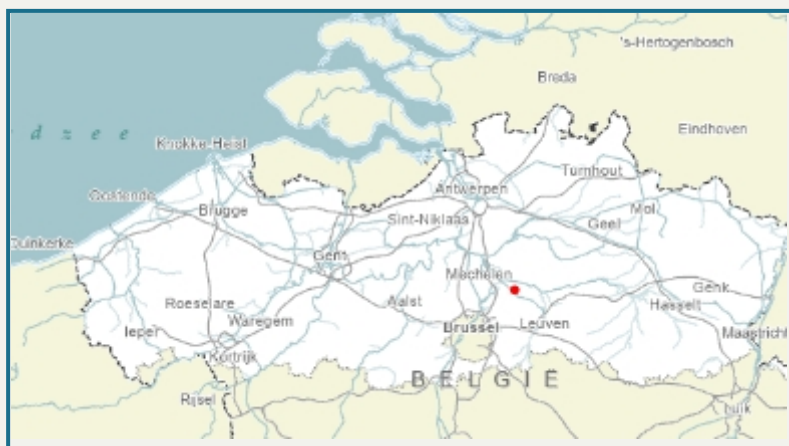 's-Hertogenbosch
Breda
Eindhoven
d z e e
Knokke-Heist
Turnhout
Oostende
Antwerpen
Mol
Brugge
Sint-Niklaas
Geel
Duinkerke
Gent
Mechelen
Genk
Roeselare
Aalst
Hasselt
Ieper
Waregem
Brussel
Leuven
Maastricht
Kortrijk
BELGIË
Rijsel
Luik